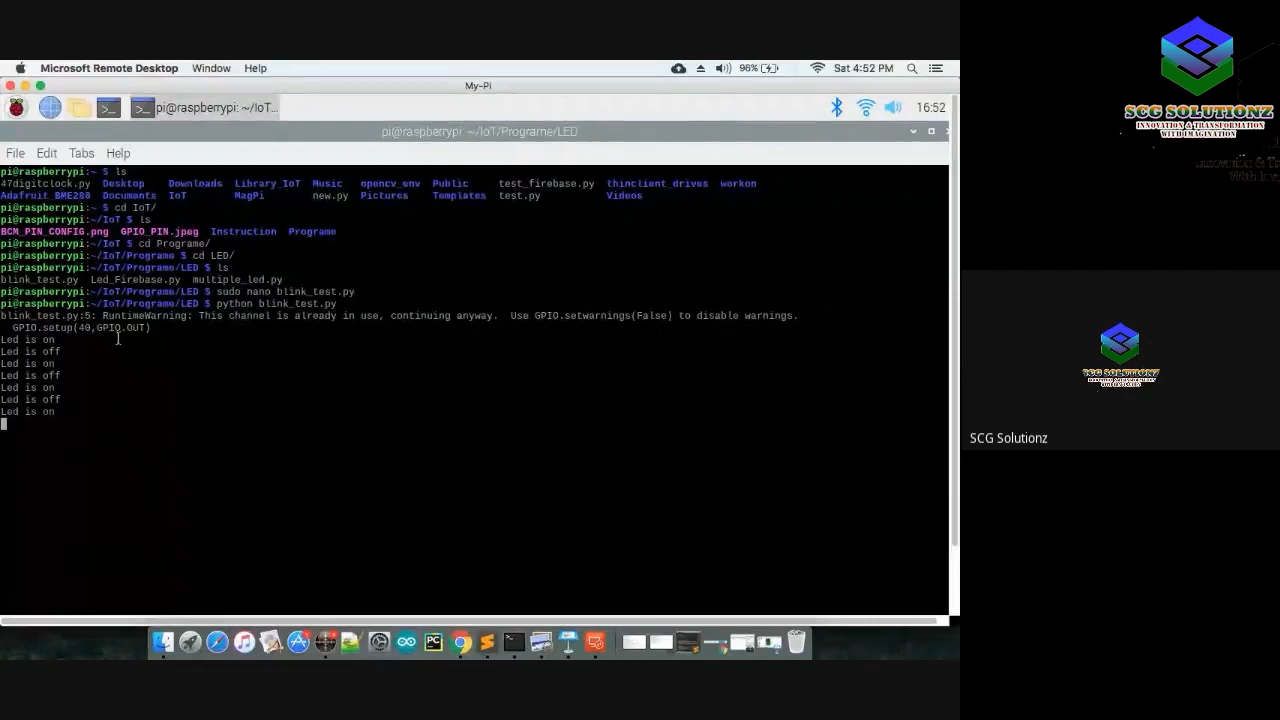 Microsoft Remote Desktop Window Help 96% Sat 4:52 PM
My-Pi
pi@raspberrypi: ~/IoT... 16:52
pi@raspberrypi: ~/IoT/Programe/LED
File Edit Tabs Help
pi@raspberrypi:~ $ ls
47digitclock.py Desktop Downloads Library_IoT Music opencv_env Public test_firebase.py thinclient_drives workon
Adafruit_BME280 Documents IoT MagPi new.py Pictures Templates test.py Videos
pi@raspberrypi:~ $ cd IoT/
pi@raspberrypi:~/IoT $ ls
BCM_PIN_CONFIG.png GPIO_PIN.jpeg Instruction Programe
pi@raspberrypi:~/IoT $ cd Programe/
pi@raspberrypi:~/IoT/Programe $ cd LED/
pi@raspberrypi:~/IoT/Programe/LED $ ls
blink_test.py Led_Firebase.py multiple_led.py
pi@raspberrypi:~/IoT/Programe/LED $ sudo nano blink_test.py
pi@raspberrypi:~/IoT/Programe/LED $ python blink_test.py
blink_test.py:5: RuntimeWarning: This channel is already in use, continuing anyway. Use GPIO.setwarnings(False) to disable warnings.
GPIO.setup(40,GPIO.OUT)
Led is on
Led is off
Led is on
Led is off
Led is on
Led is off
Led is on
PC
SCG SOLUTIONZ
INNOVATION & TRANSFORMATION
WITH IMAGINATION
SCG SOLUTIONZ
SCG Solutionz